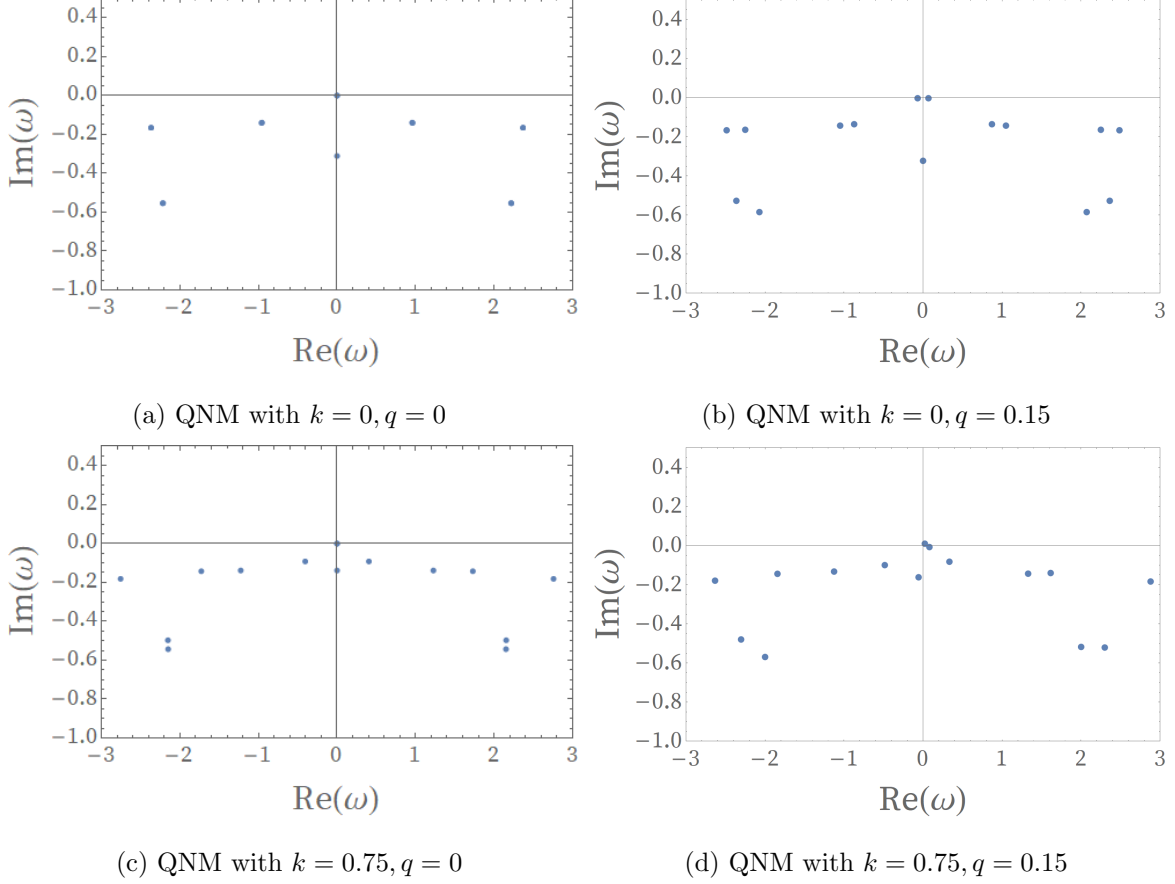 0.4
0.2
0.0
−0.2
−0.4
−0.6
−0.8
−1.0
−3 −2 −1 0 1 2 3
Im(ω)
Re(ω)
(a) QNM with k = 0, q = 0
0.4
0.2
0.0
−0.2
−0.4
−0.6
−0.8
−1.0
−3 −2 −1 0 1 2 3
Im(ω)
Re(ω)
(b) QNM with k = 0, q = 0.15
0.4
0.2
0.0
−0.2
−0.4
−0.6
−0.8
−1.0
−3 −2 −1 0 1 2 3
Im(ω)
Re(ω)
(c) QNM with k = 0.75, q = 0
0.4
0.2
0.0
−0.2
−0.4
−0.6
−0.8
−1.0
−3 −2 −1 0 1 2 3
Im(ω)
Re(ω)
(d) QNM with k = 0.75, q = 0.15